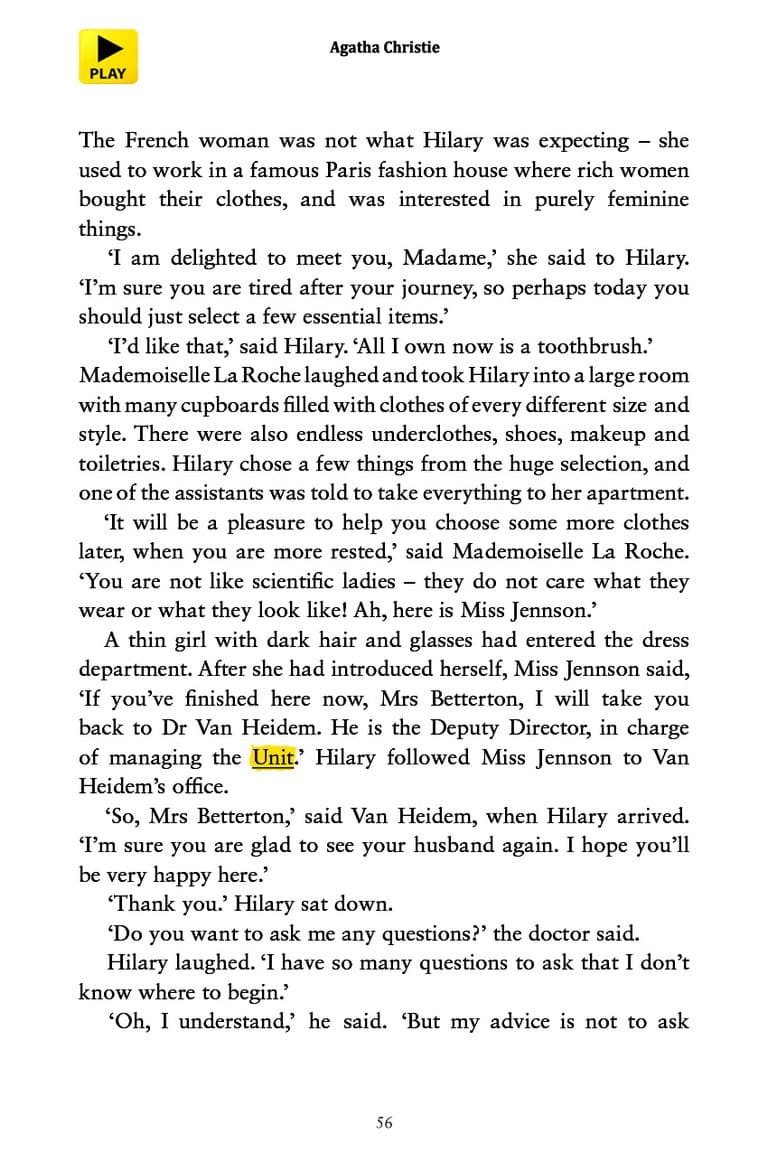 PLAY
Agatha Christie
The French woman was not what Hilary was expecting – she
used to work in a famous Paris fashion house where rich women
bought their clothes, and was interested in purely feminine
things.
‘I am delighted to meet you, Madame,’ she said to Hilary.
‘I’m sure you are tired after your journey, so perhaps today you
should just select a few essential items.’
‘I’d like that,’ said Hilary. ‘All I own now is a toothbrush.’
Mademoiselle La Roche laughed and took Hilary into a large room
with many cupboards filled with clothes of every different size and
style. There were also endless underclothes, shoes, makeup and
toiletries. Hilary chose a few things from the huge selection, and
one of the assistants was told to take everything to her apartment.
‘It will be a pleasure to help you choose some more clothes
later, when you are more rested,’ said Mademoiselle La Roche.
‘You are not like scientific ladies – they do not care what they
wear or what they look like! Ah, here is Miss Jennson.’
A thin girl with dark hair and glasses had entered the dress
department. After she had introduced herself, Miss Jennson said,
‘If you’ve finished here now, Mrs Betterton, I will take you
back to Dr Van Heidem. He is the Deputy Director, in charge
of managing the Unit.’ Hilary followed Miss Jennson to Van
Heidem’s office.
‘So, Mrs Betterton,’ said Van Heidem, when Hilary arrived.
‘I’m sure you are glad to see your husband again. I hope you’ll
be very happy here.’
‘Thank you.’ Hilary sat down.
‘Do you want to ask me any questions?’ the doctor said.
Hilary laughed. ‘I have so many questions to ask that I don’t
know where to begin.’
‘Oh, I understand,’ he said. ‘But my advice is not to ask
56